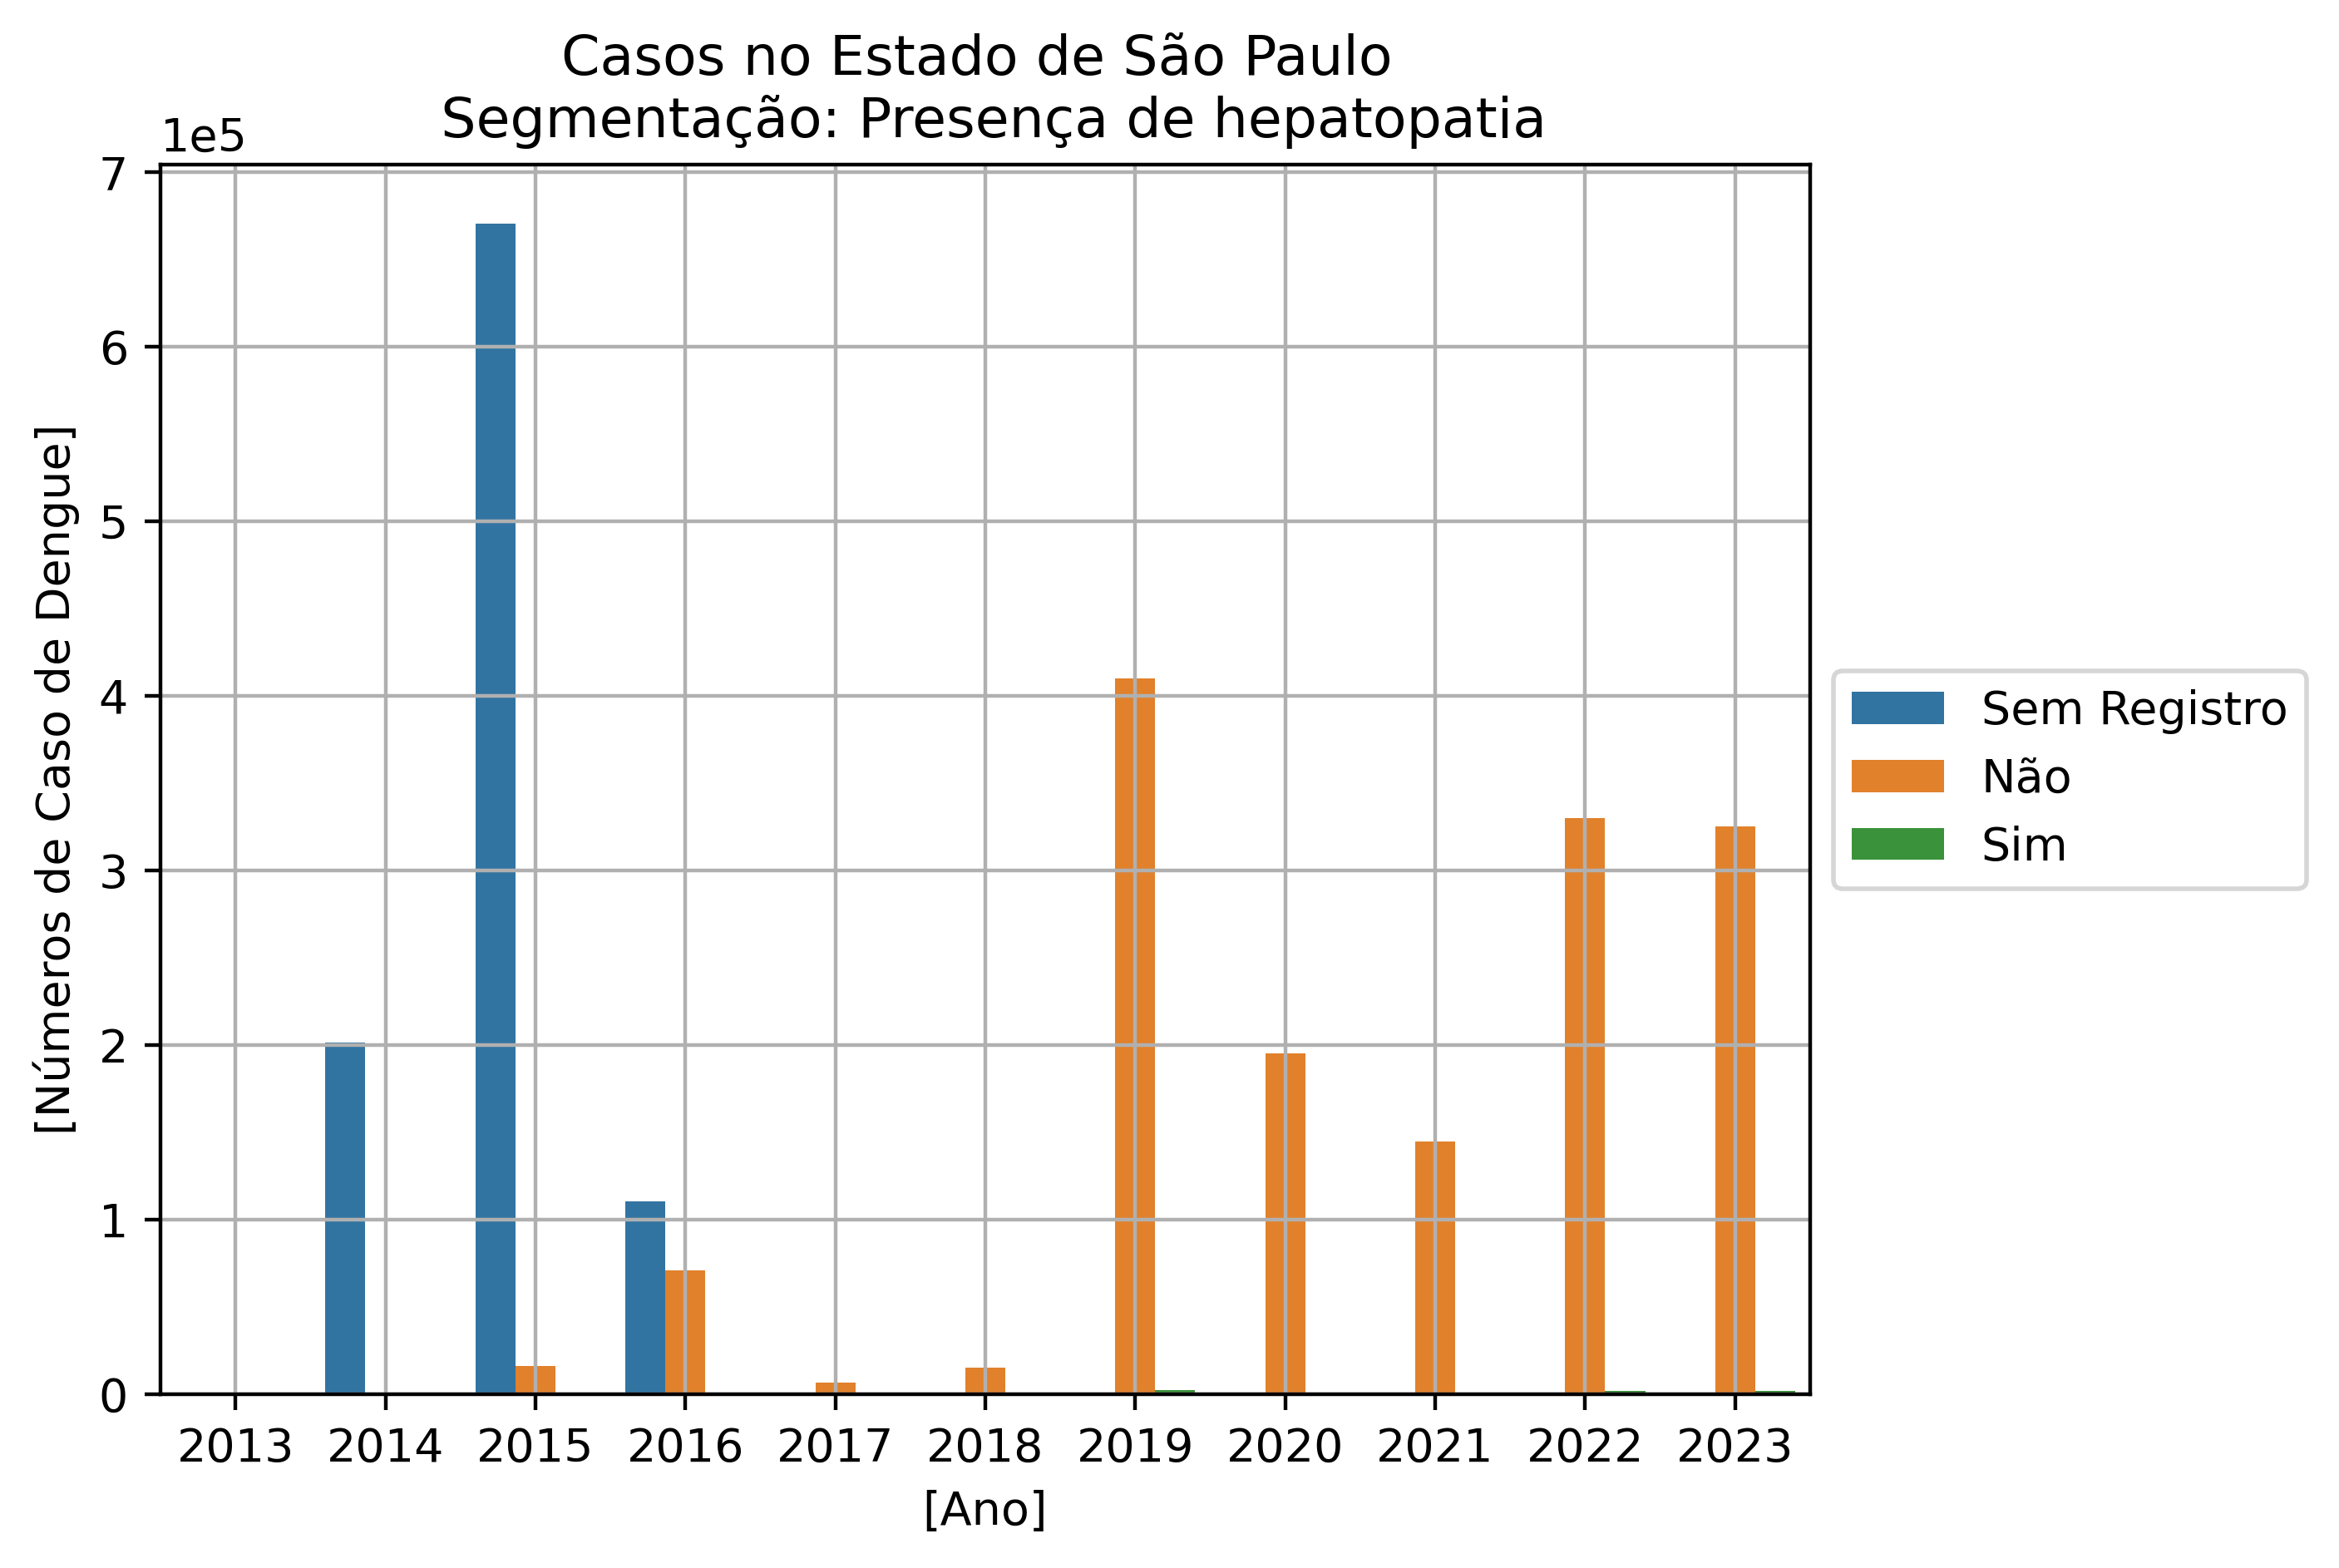 Casos no Estado de São Paulo
Segmentação: Presença de hepatopatia
1e5
7
6
5
4
3
2
1
0
[Números de Caso de Dengue]
2013 2014 2015 2016 2017 2018 2019 2020 2021 2022 2023
[Ano]
Sem Registro
Não
Sim